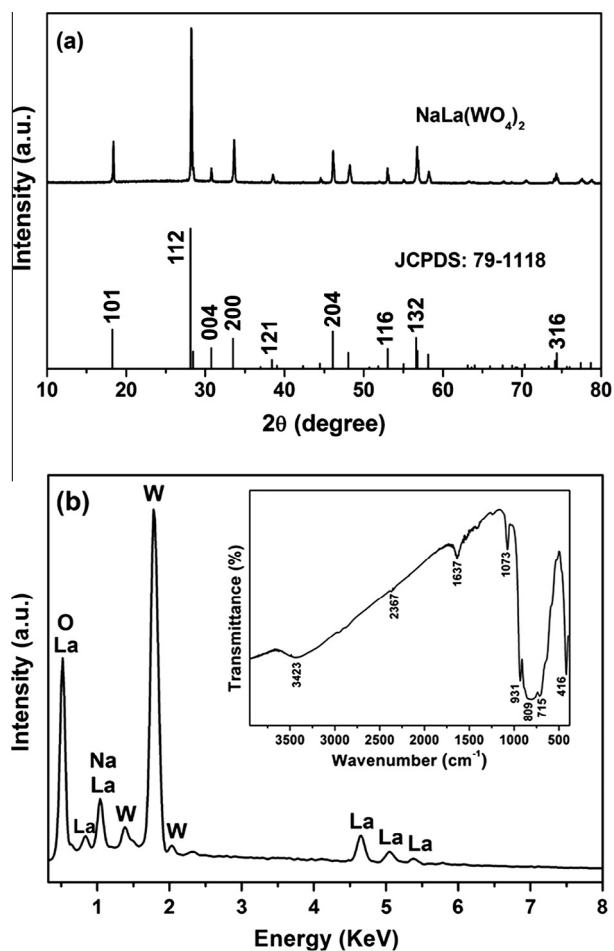 (a)
NaLa(WO₄)₂
JCPDS: 79-1118
101
112
004
200
121
204
116
132
316
Intensity (a.u.)
10 20 30 40 50 60 70 80
2θ (degree)
(b)
W
O
La
La
Na
La
W
W
La
La
La
Intensity (a.u.)
1 2 3 4 5 6 7 8
Energy (KeV)
Transmittance (%)
3423
2367
1637
1073
931
809
715
416
3500 3000 2500 2000 1500 1000 500
Wavenumber (cm⁻¹)